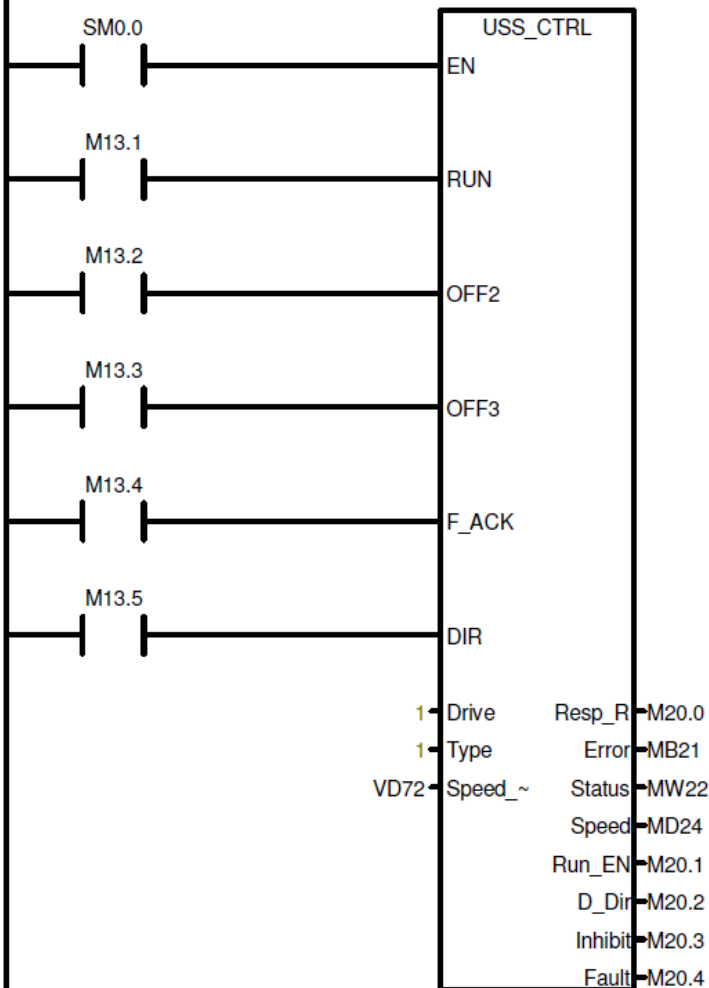 SM0.0 USS_CTRL
EN
M13.1
RUN
M13.2
OFF2
M13.3
OFF3
M13.4
F_ACK
M13.5
DIR
1 Drive Resp_R M20.0
1 Type Error MB21
VD72 Speed_~ Status MW22
Speed MD24
Run_EN M20.1
D_Dir M20.2
Inhibit M20.3
Fault M20.4